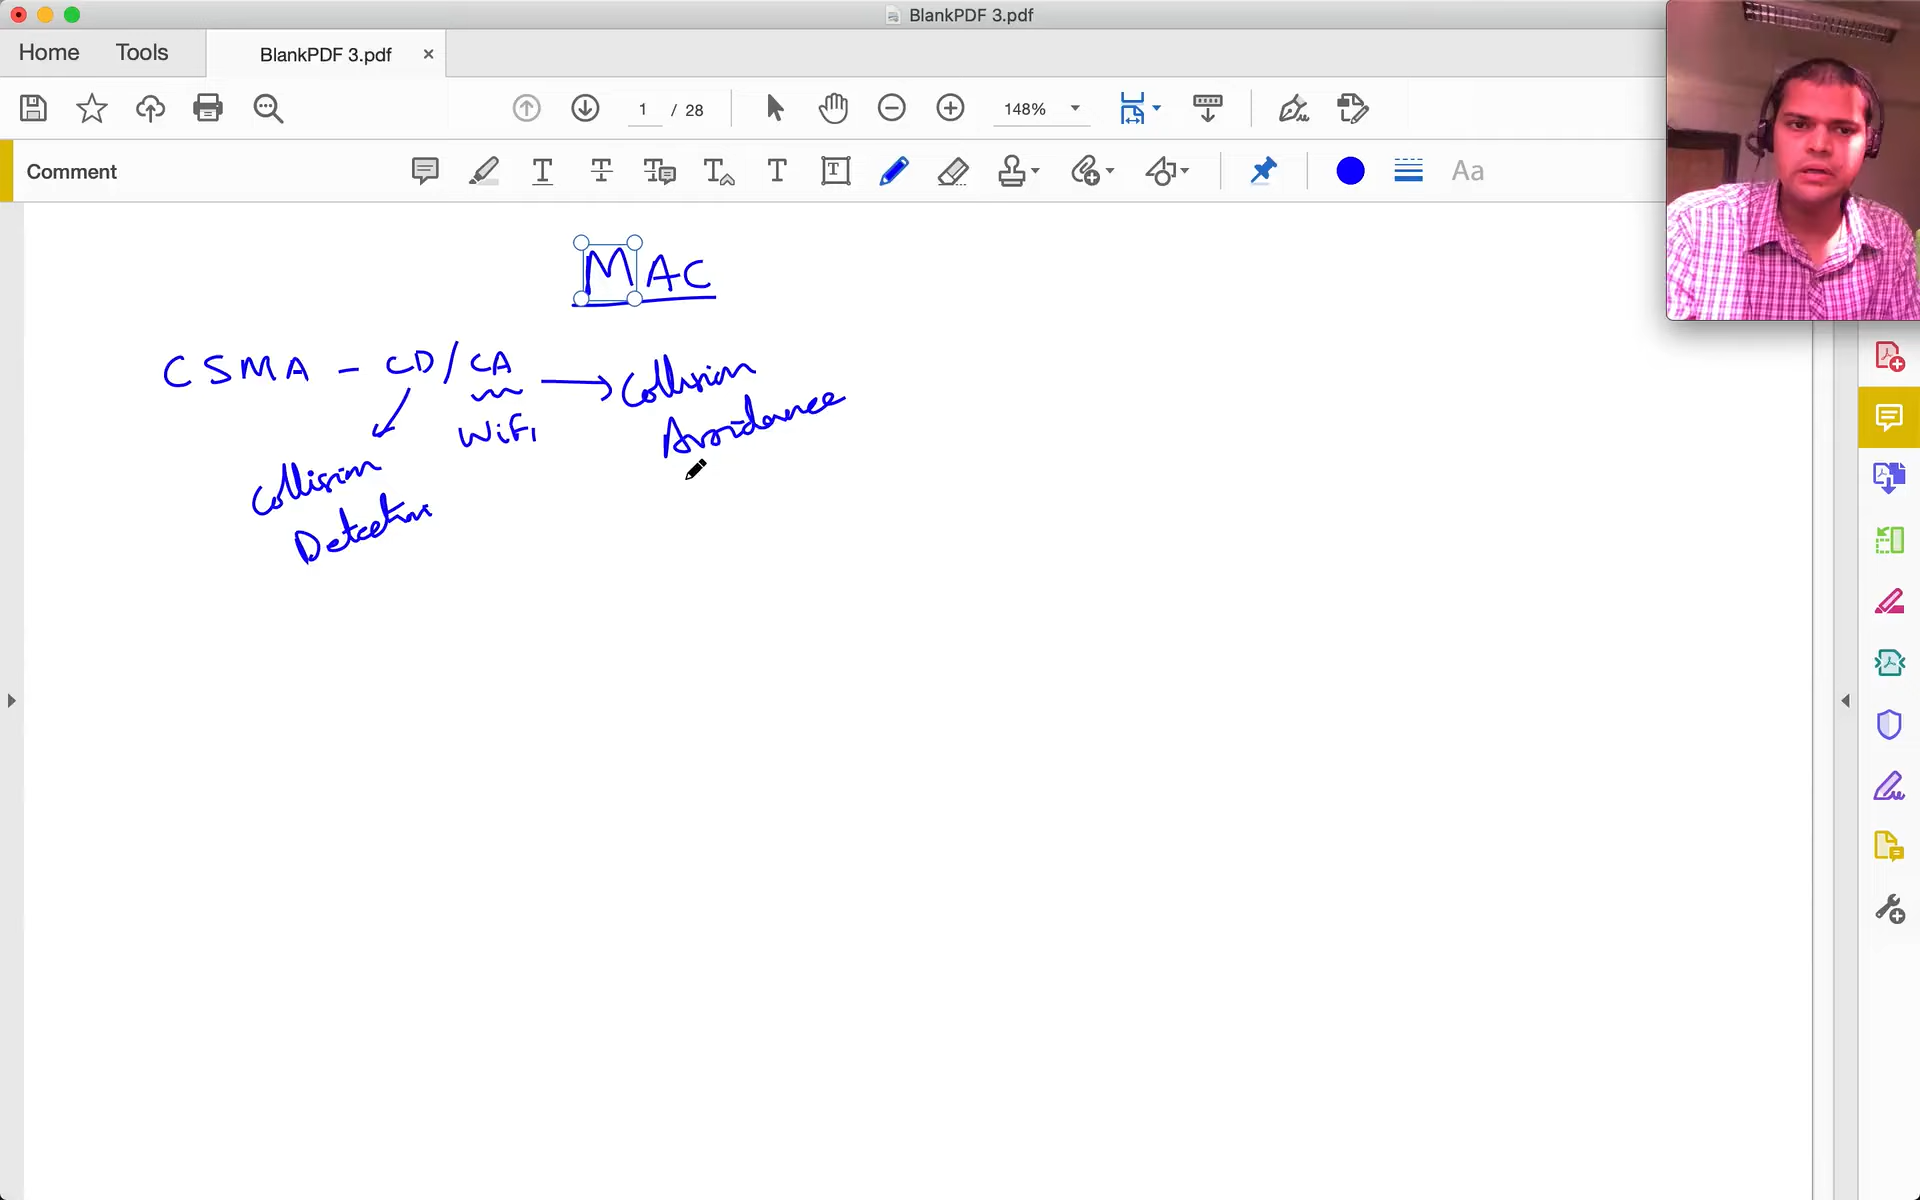 BlankPDF 3.pdf
Home Tools BlankPDF 3.pdf ×
1 / 28 148%
Comment
T T T T T T Aa
MAC
CSMA - CD/CA → Collision
Avoidance
WiFi
Collision
Detection